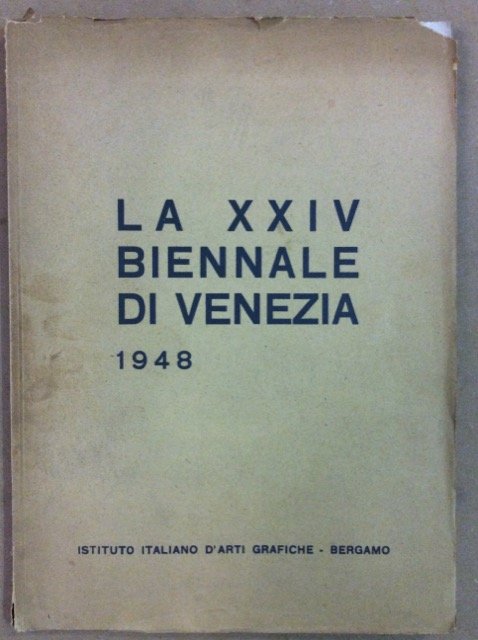 LA XXIV
BIENNALE
DI VENEZIA
1948
ISTITUTO ITALIANO D'ARTI GRAFICHE - BERGAMO